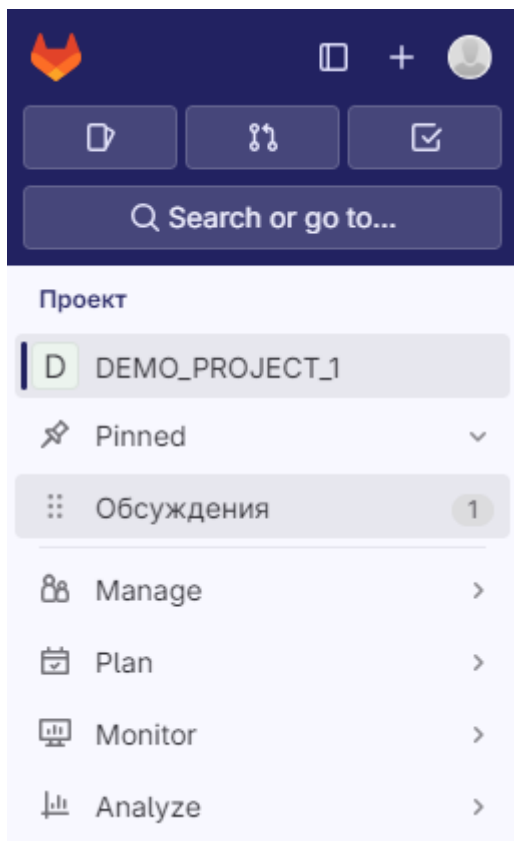 Search or go to...
Проект
D DEMO_PROJECT_1
Pinned
Обсуждения 1
Manage
Plan
Monitor
Analyze